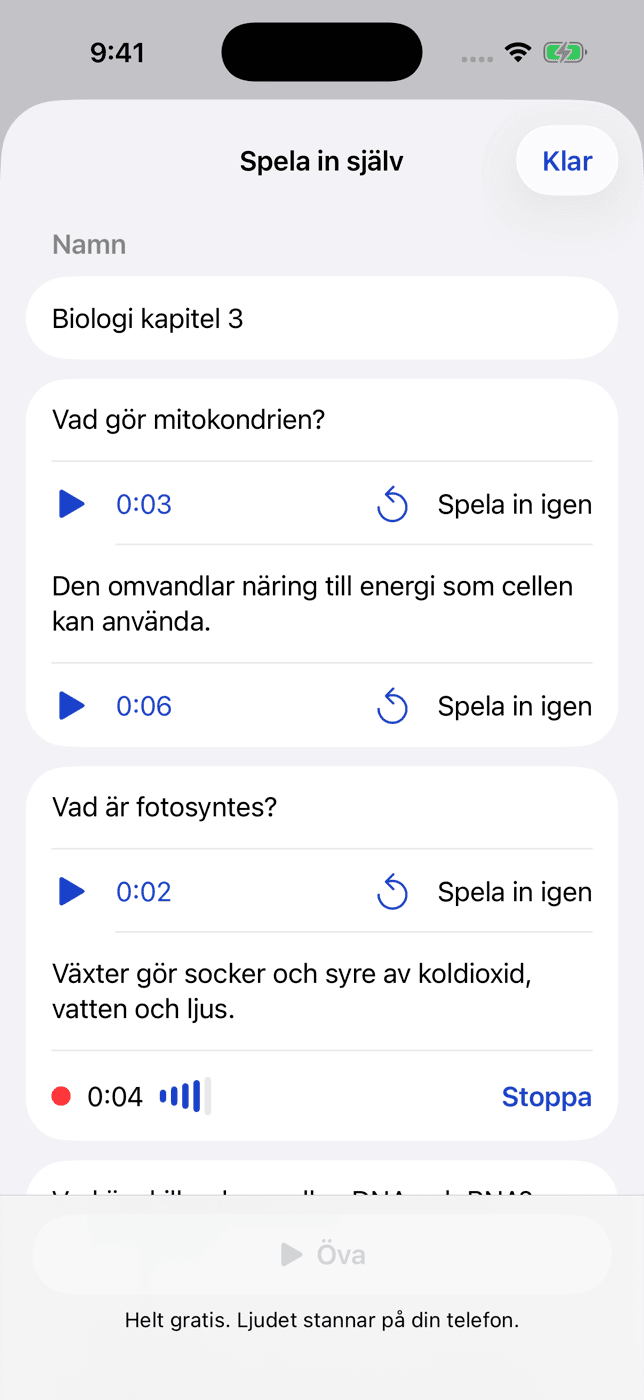 9:41
Spela in själv
Klar
Namn
Biologi kapitel 3
Vad gör mitokondrien?
0:03
Spela in igen
Den omvandlar näring till energi som cellen
kan använda.
0:06
Spela in igen
Vad är fotosyntes?
0:02
Spela in igen
Växter gör socker och syre av koldioxid,
vatten och ljus.
0:04
Stoppa
Öva
Helt gratis. Ljudet stannar på din telefon.